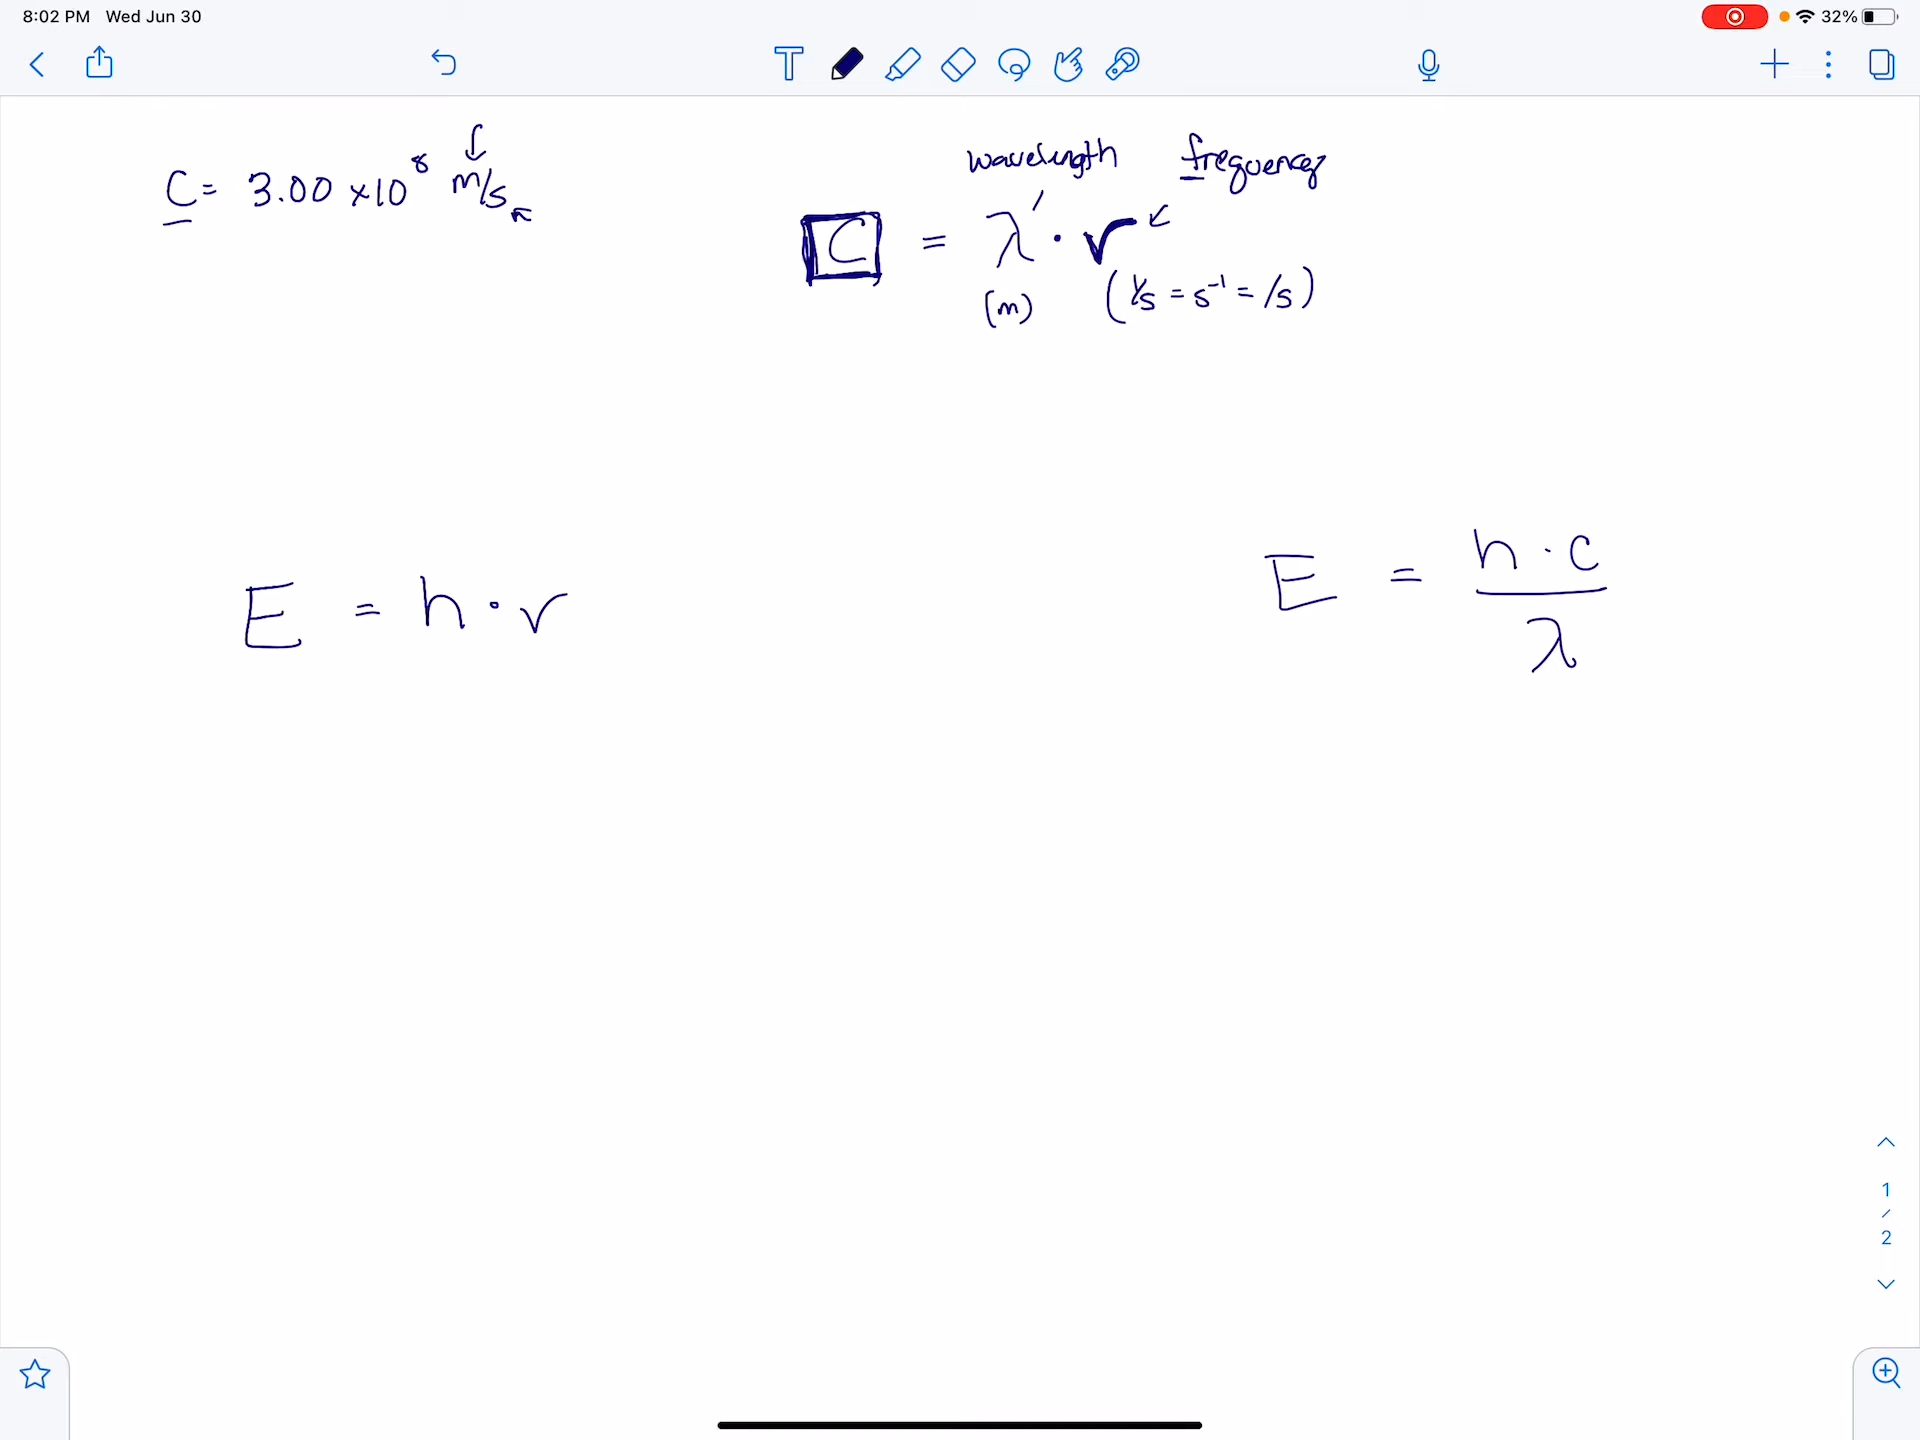 8:02 PM Wed Jun 30
32%
T
C = 3.00 ×10⁸ m/s
wavelength frequency
C = λ · ν
(m) (1/s = s⁻¹ = /s)
E = h · ν
E = h · c / λ
1
/
2